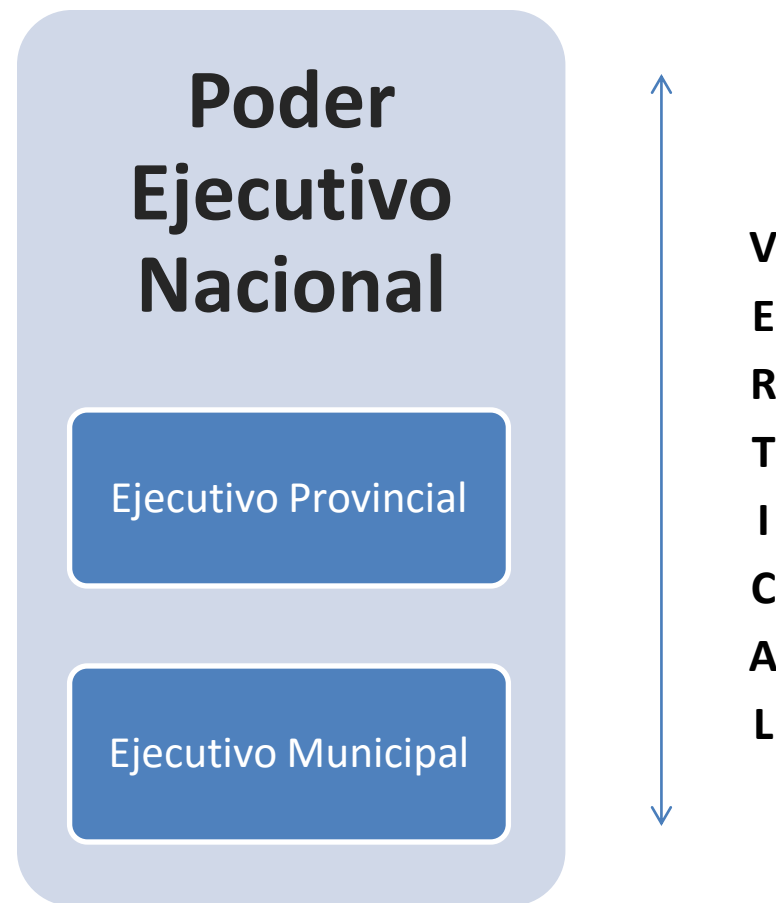 Poder
Ejecutivo
Nacional
Ejecutivo Provincial
Ejecutivo Municipal
V
E
R
T
I
C
A
L